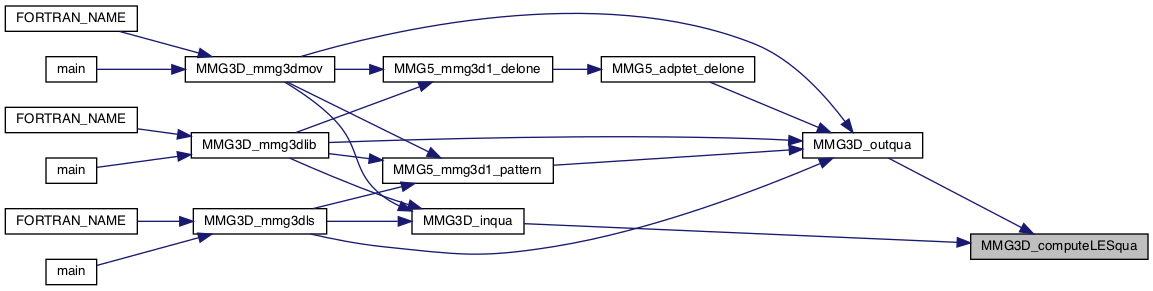 FORTRAN_NAME
main
MMG3D_mmg3dmov
MMG5_mmg3d1_delone
MMG5_adptet_delone
FORTRAN_NAME
MMG3D_mmg3dlib
MMG3D_outqua
main
MMG5_mmg3d1_pattern
FORTRAN_NAME
MMG3D_mmg3dls
MMG3D_inqua
MMG3D_computeLESqua
main